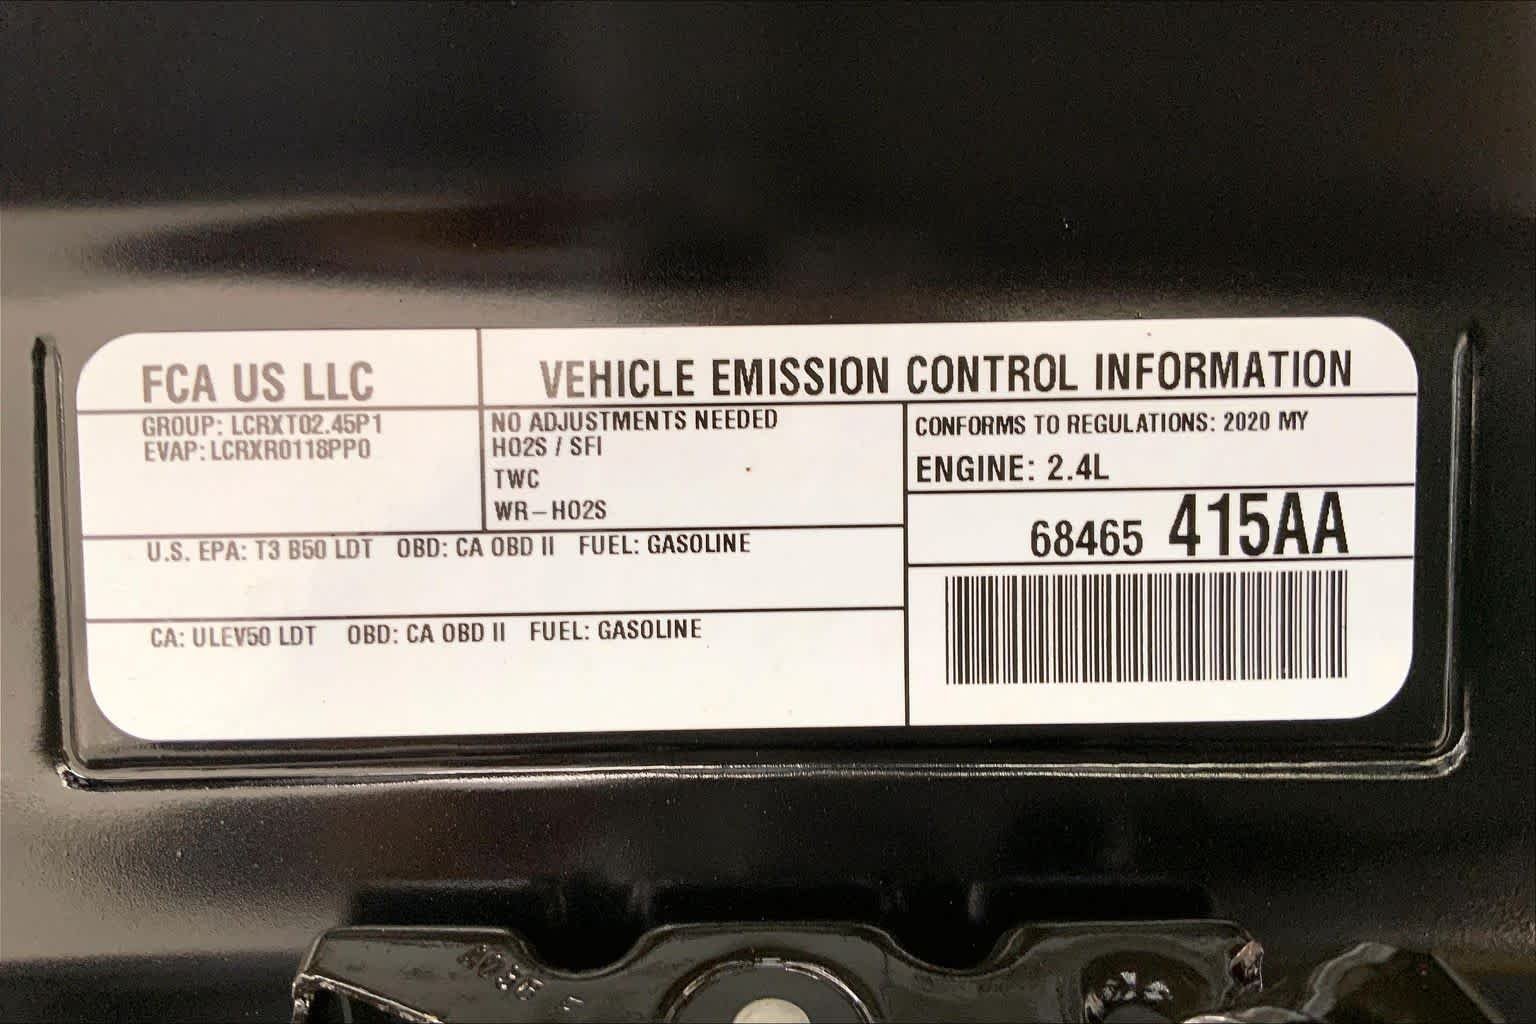 FCA US LLC
VEHICLE EMISSION CONTROL INFORMATION
GROUP: LCRXT02.45P1
EVAP: LCRXR0118PP0
NO ADJUSTMENTS NEEDED
HO2S / SFI
TWC
WR-HO2S
CONFORMS TO REGULATIONS: 2020 MY
ENGINE: 2.4L
68465 415AA
U.S. EPA: T3 B50 LDT OBD: CA OBD II FUEL: GASOLINE
CA: ULEV50 LDT OBD: CA OBD II FUEL: GASOLINE